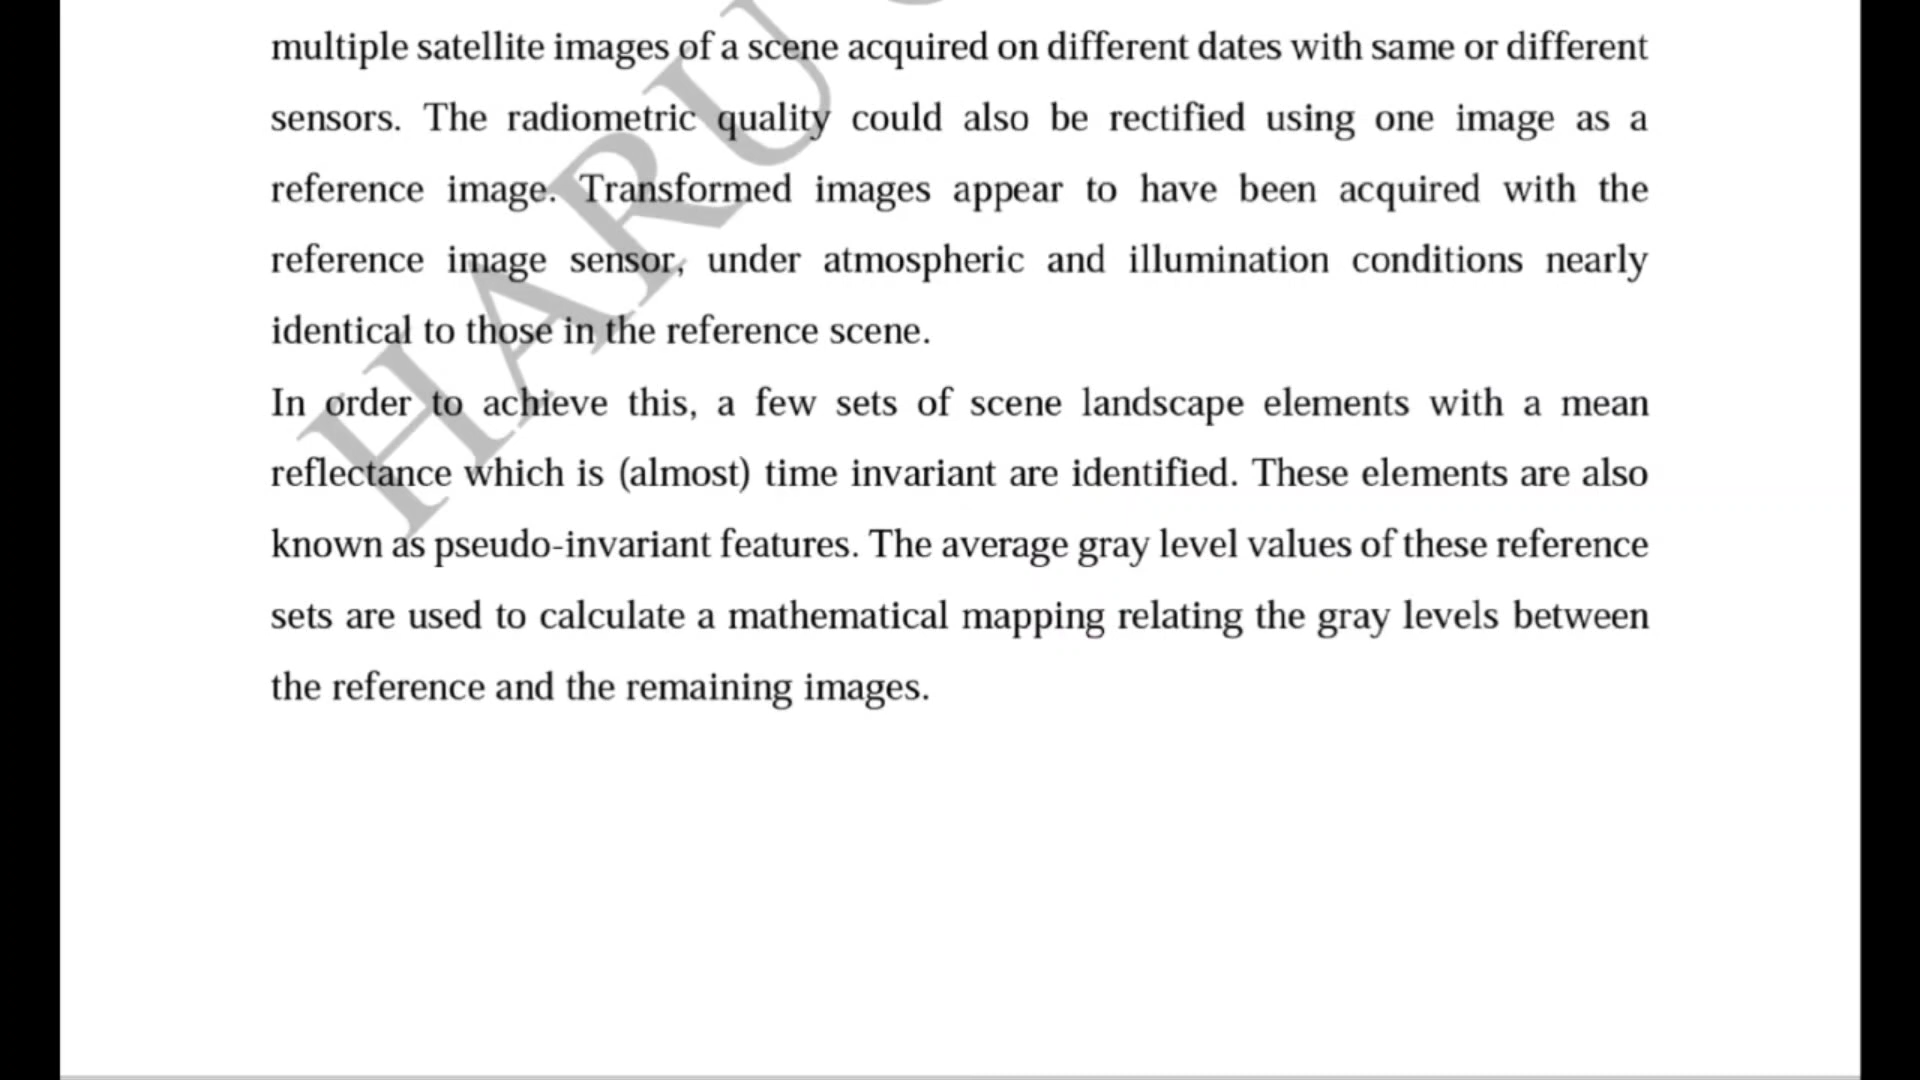 multiple satellite images of a scene acquired on different dates with same or different
sensors. The radiometric quality could also be rectified using one image as a
reference image. Transformed images appear to have been acquired with the
reference image sensor, under atmospheric and illumination conditions nearly
identical to those in the reference scene.
In order to achieve this, a few sets of scene landscape elements with a mean
reflectance which is (almost) time invariant are identified. These elements are also
known as pseudo-invariant features. The average gray level values of these reference
sets are used to calculate a mathematical mapping relating the gray levels between
the reference and the remaining images.
HARU